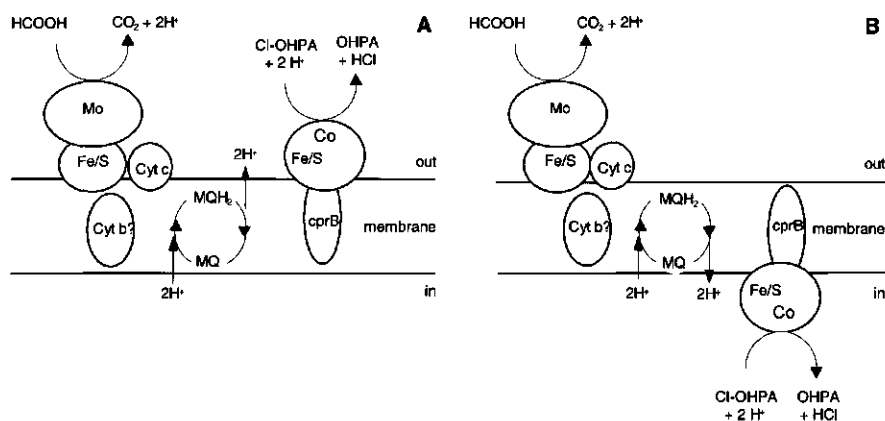 A
HCOOH
CO₂ + 2H⁺
Cl-OHPA
+ 2 H⁺
OHPA
+ HCl
Mo
Fe/S
Cyt c
Co
Fe/S
2H⁺
out
Cyt b?
MQH₂
MQ
cprB
membrane
2H⁺
in
B
HCOOH
CO₂ + 2H⁺
Mo
Fe/S
Cyt c
out
Cyt b?
MQH₂
MQ
cprB
membrane
2H⁺
2H⁺
Fe/S
Co
in
Cl-OHPA
+ 2 H⁺
OHPA
+ HCl